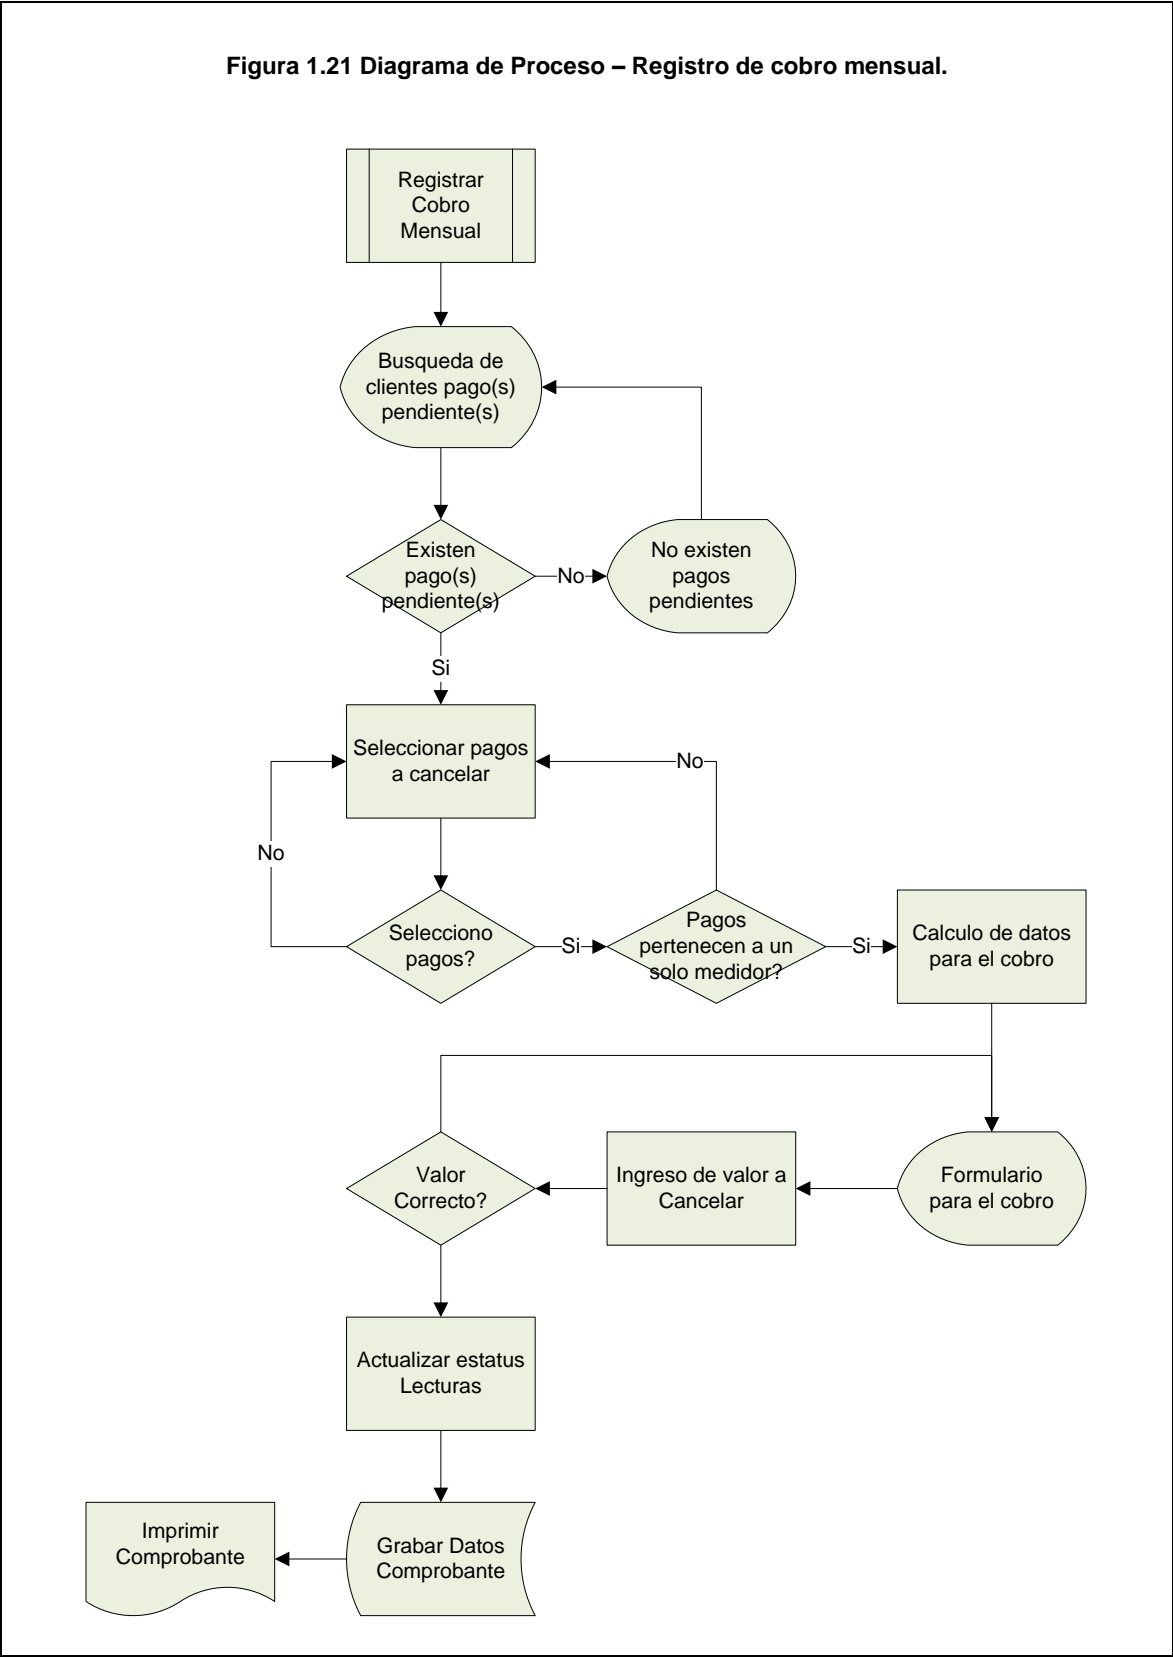 Figura 1.21 Diagrama de Proceso – Registro de cobro mensual.
Registrar
Cobro
Mensual
Busqueda de
clientes pago(s)
pendiente(s)
Existen
pago(s)
pendiente(s)
No
No existen
pagos
pendientes
Si
Seleccionar pagos
a cancelar
No
No
Selecciono
pagos?
Si
Pagos
pertenecen a un
solo medidor?
Si
Calculo de datos
para el cobro
Valor
Correcto?
Ingreso de valor a
Cancelar
Formulario
para el cobro
Actualizar estatus
Lecturas
Imprimir
Comprobante
Grabar Datos
Comprobante